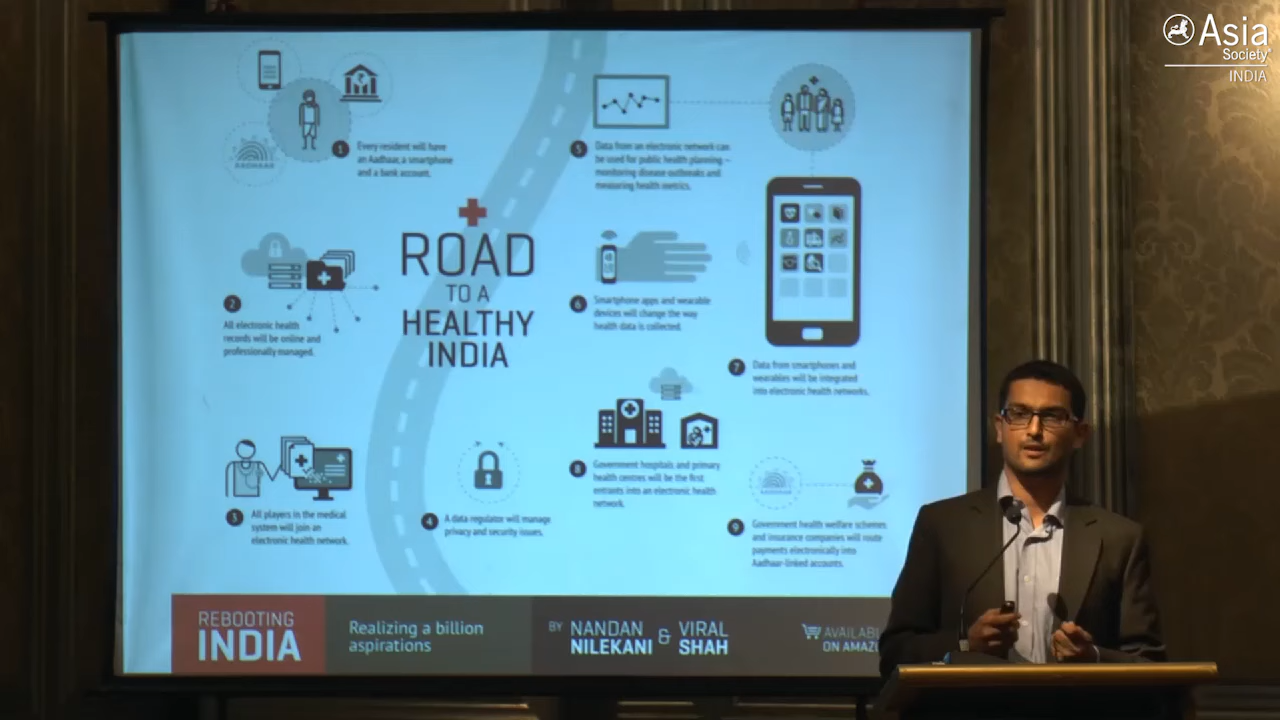 Asia
Society
INDIA
AADHAAR
1 Every resident will have
an Aadhaar, a smartphone
and a bank account.
ROAD
TO A
HEALTHY
INDIA
2 All electronic health
records will be online and
professionally managed.
3 All players in the medical
system will join an
electronic health network.
4 A data regulator will manage
privacy and security issues.
5 Data from an electronic network can
be used for public health planning –
monitoring disease outbreaks and
measuring health metrics.
6 Smartphone apps and wearable
devices will change the way
health data is collected.
7 Data from smartphones and
wearables will be integrated
into electronic health networks.
8 Government hospitals and primary
health centres will be the first
entrants into an electronic health
network.
AADHAAR
9 Government health welfare schemes
and insurance companies will route
payments electronically into
Aadhaar-linked accounts.
REBOOTING
INDIA
Realizing a billion
aspirations
BY NANDAN NILEKANI & VIRAL SHAH
AVAILABL
ON AMAZ